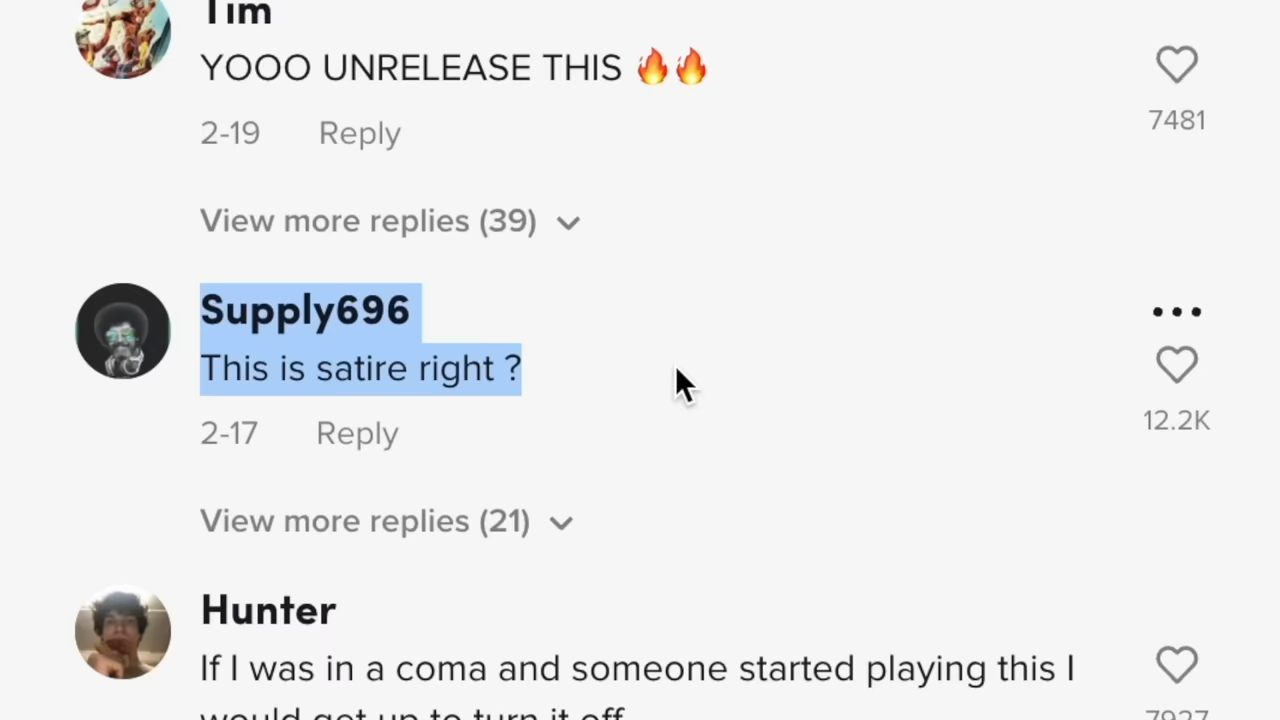 Tim
YOOO UNRELEASE THIS 🔥🔥
7481
2-19 Reply
View more replies (39)
Supply696
This is satire right ?
12.2K
2-17 Reply
View more replies (21)
Hunter
If I was in a coma and someone started playing this I
would get up to turn it off
7927